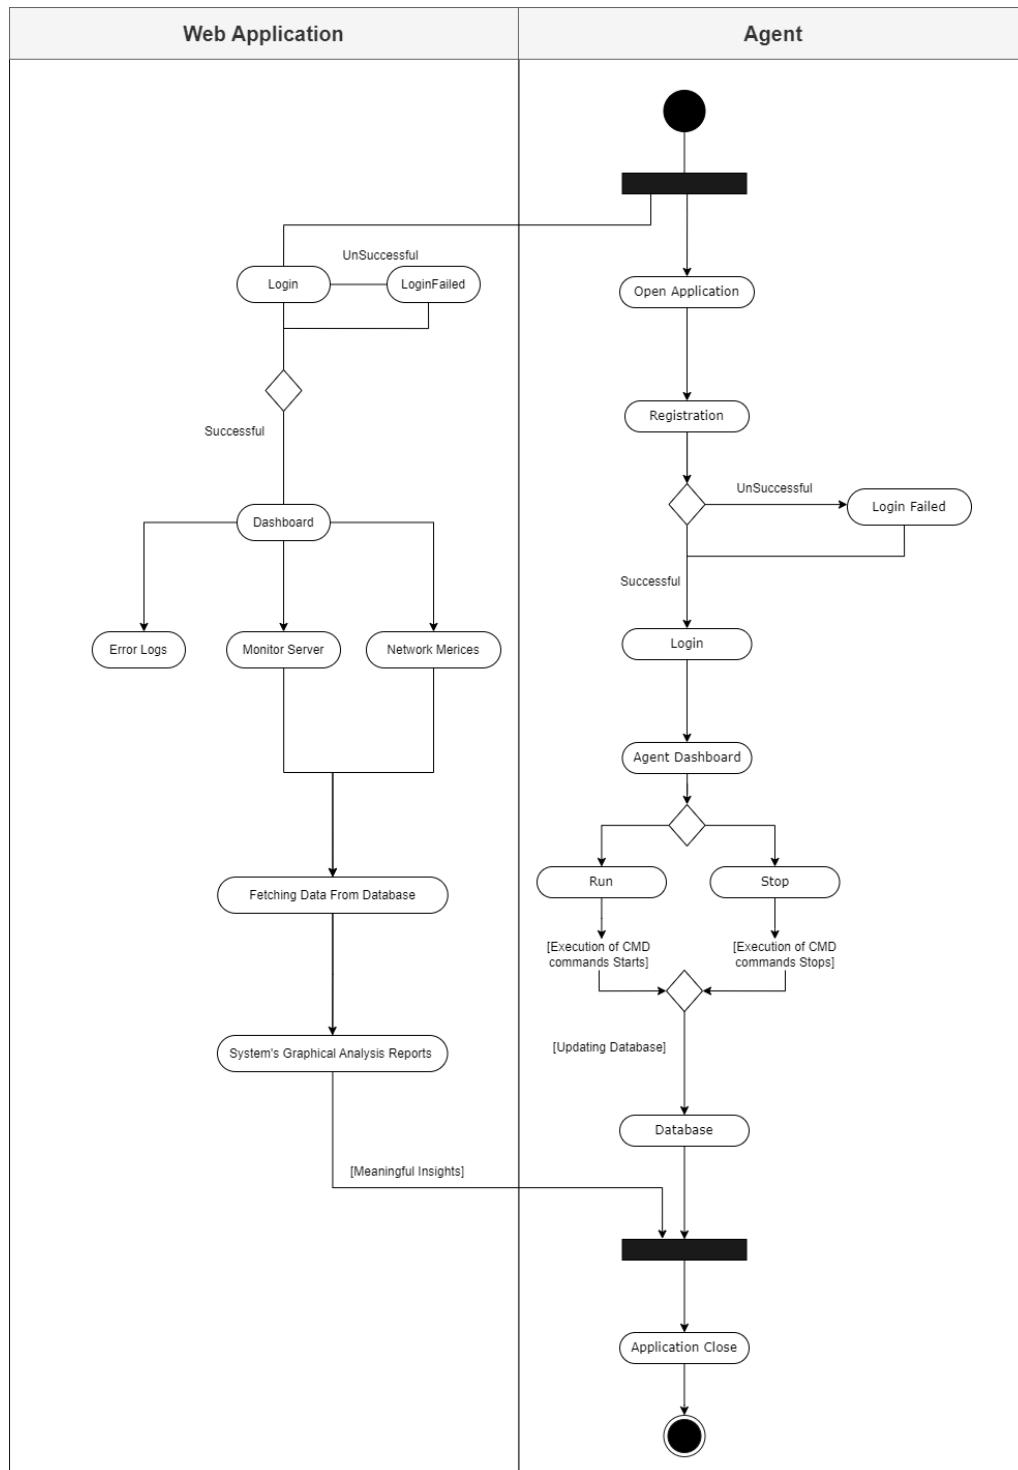 Web Application
Agent
UnSuccessful
Login
LoginFailed
Open Application
Registration
Successful
UnSuccessful
Login Failed
Dashboard
Successful
Error Logs
Monitor Server
Network Merices
Login
Agent Dashboard
Run
Stop
Fetching Data From Database
[Execution of CMD
commands Starts]
[Execution of CMD
commands Stops]
System's Graphical Analysis Reports
[Updating Database]
Database
[Meaningful Insights]
Application Close